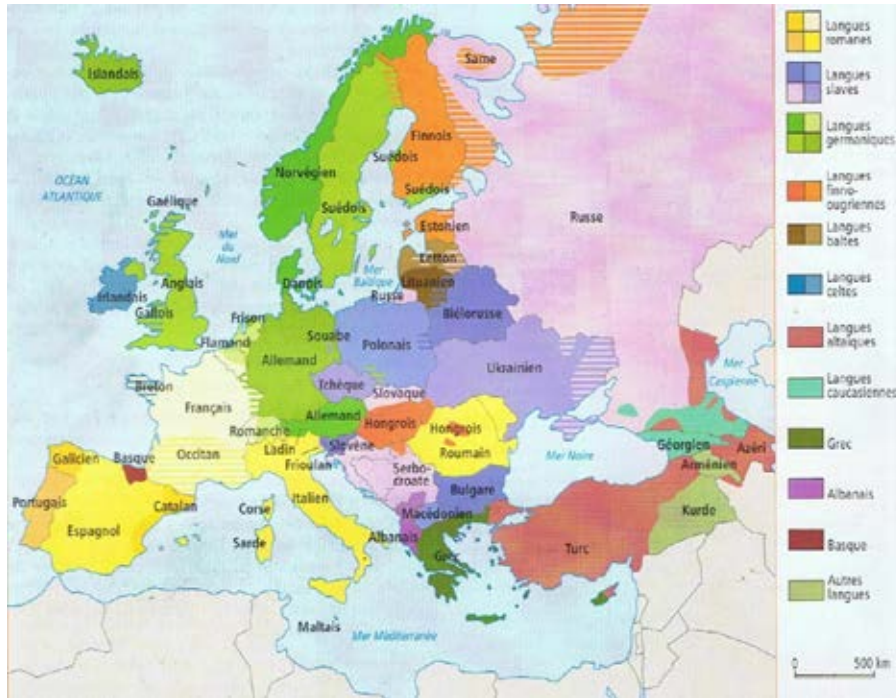 Islandais
Same
Finnois
Suédois
Norvégien
Suédois
Suédois
Russe
OCÉAN
ATLANTIQUE
Gaélique
Mer
du
Nord
Estonien
Letton
Mer
Baltique
Lituanien
Russe
Danois
Anglais
Irlandais
Gallois
Biélorusse
Frison
Flamand
Souabe
Polonais
Allemand
Ukrainien
Tchèque
Slovaque
Breton
Français
Allemand
Hongrois
Hongrois
Romanche
Ladin
Slovène
Roumain
Occitan
Frioulan
Mer
Caspienne
Galicien
Basque
Serbo-
croate
Mer Noire
Géorgien
Azéri
Arménien
Portugais
Catalan
Corse
Italien
Bulgare
Macédonien
Kurde
Espagnol
Sarde
Albanais
Grec
Turc
Maltais
Mer Méditerranée
Langues
romanes
Langues
slaves
Langues
germaniques
Langues
finno-
ougriennes
Langues
baltes
Langues
celtes
Langues
altaïques
Langues
caucasiennes
Grec
Albanais
Basque
Autres
langues
0 500 km